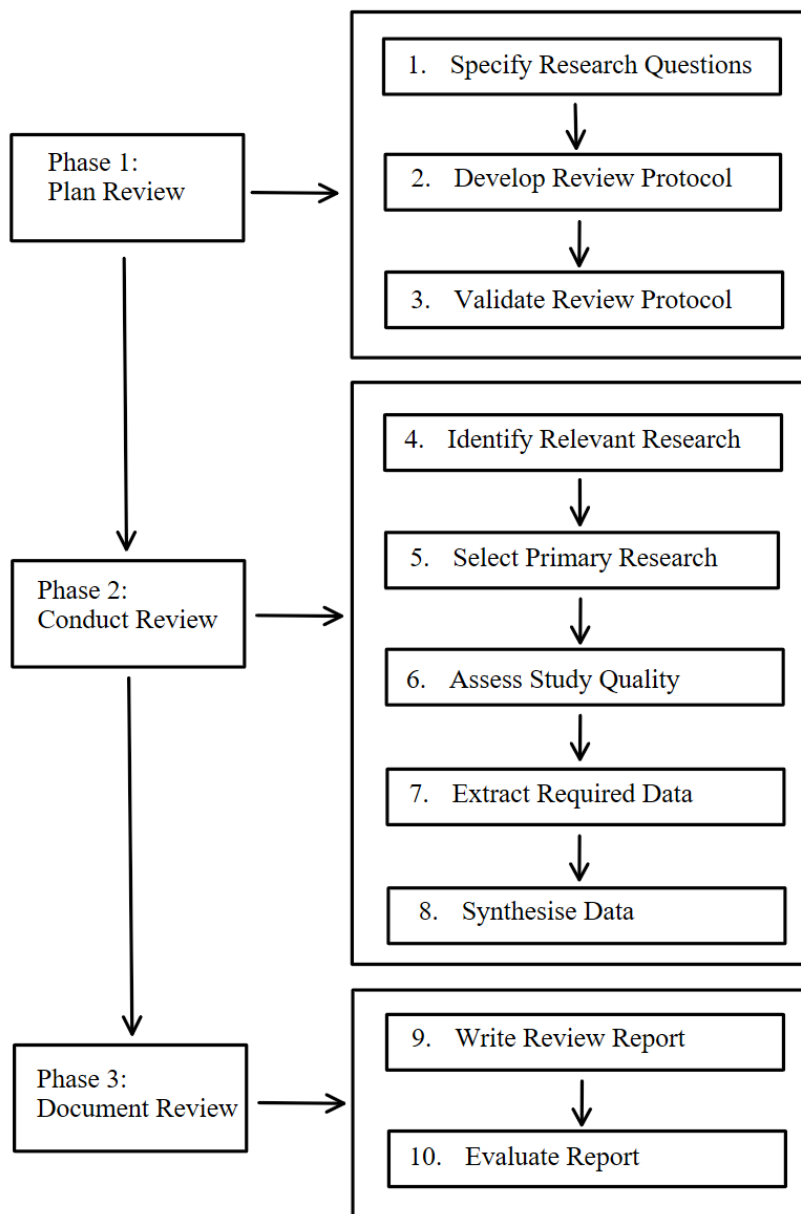 Phase 1:
Plan Review
1. Specify Research Questions
2. Develop Review Protocol
3. Validate Review Protocol
Phase 2:
Conduct Review
4. Identify Relevant Research
5. Select Primary Research
6. Assess Study Quality
7. Extract Required Data
8. Synthesise Data
Phase 3:
Document Review
9. Write Review Report
10. Evaluate Report